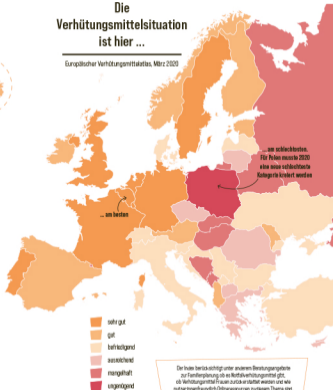 Die
Verhütungsmittelsituation
ist hier ...
Europäischer Verhütungsmittelatlas, März 2020
... am schlechtesten.
Für Polen musste 2020
eine neue schlechteste
Kategorie kreiert werden
... am besten
sehr gut
gut
befriedigend
ausreichend
mangelhaft
ungenügend
Der Index berücksichtigt unter anderem Beratungsangebote
zur Familienplanung, ob es Notfallverhütungsmittel gibt,
ob Verhütungsmittel Frauen zurück erstattet werden und wie